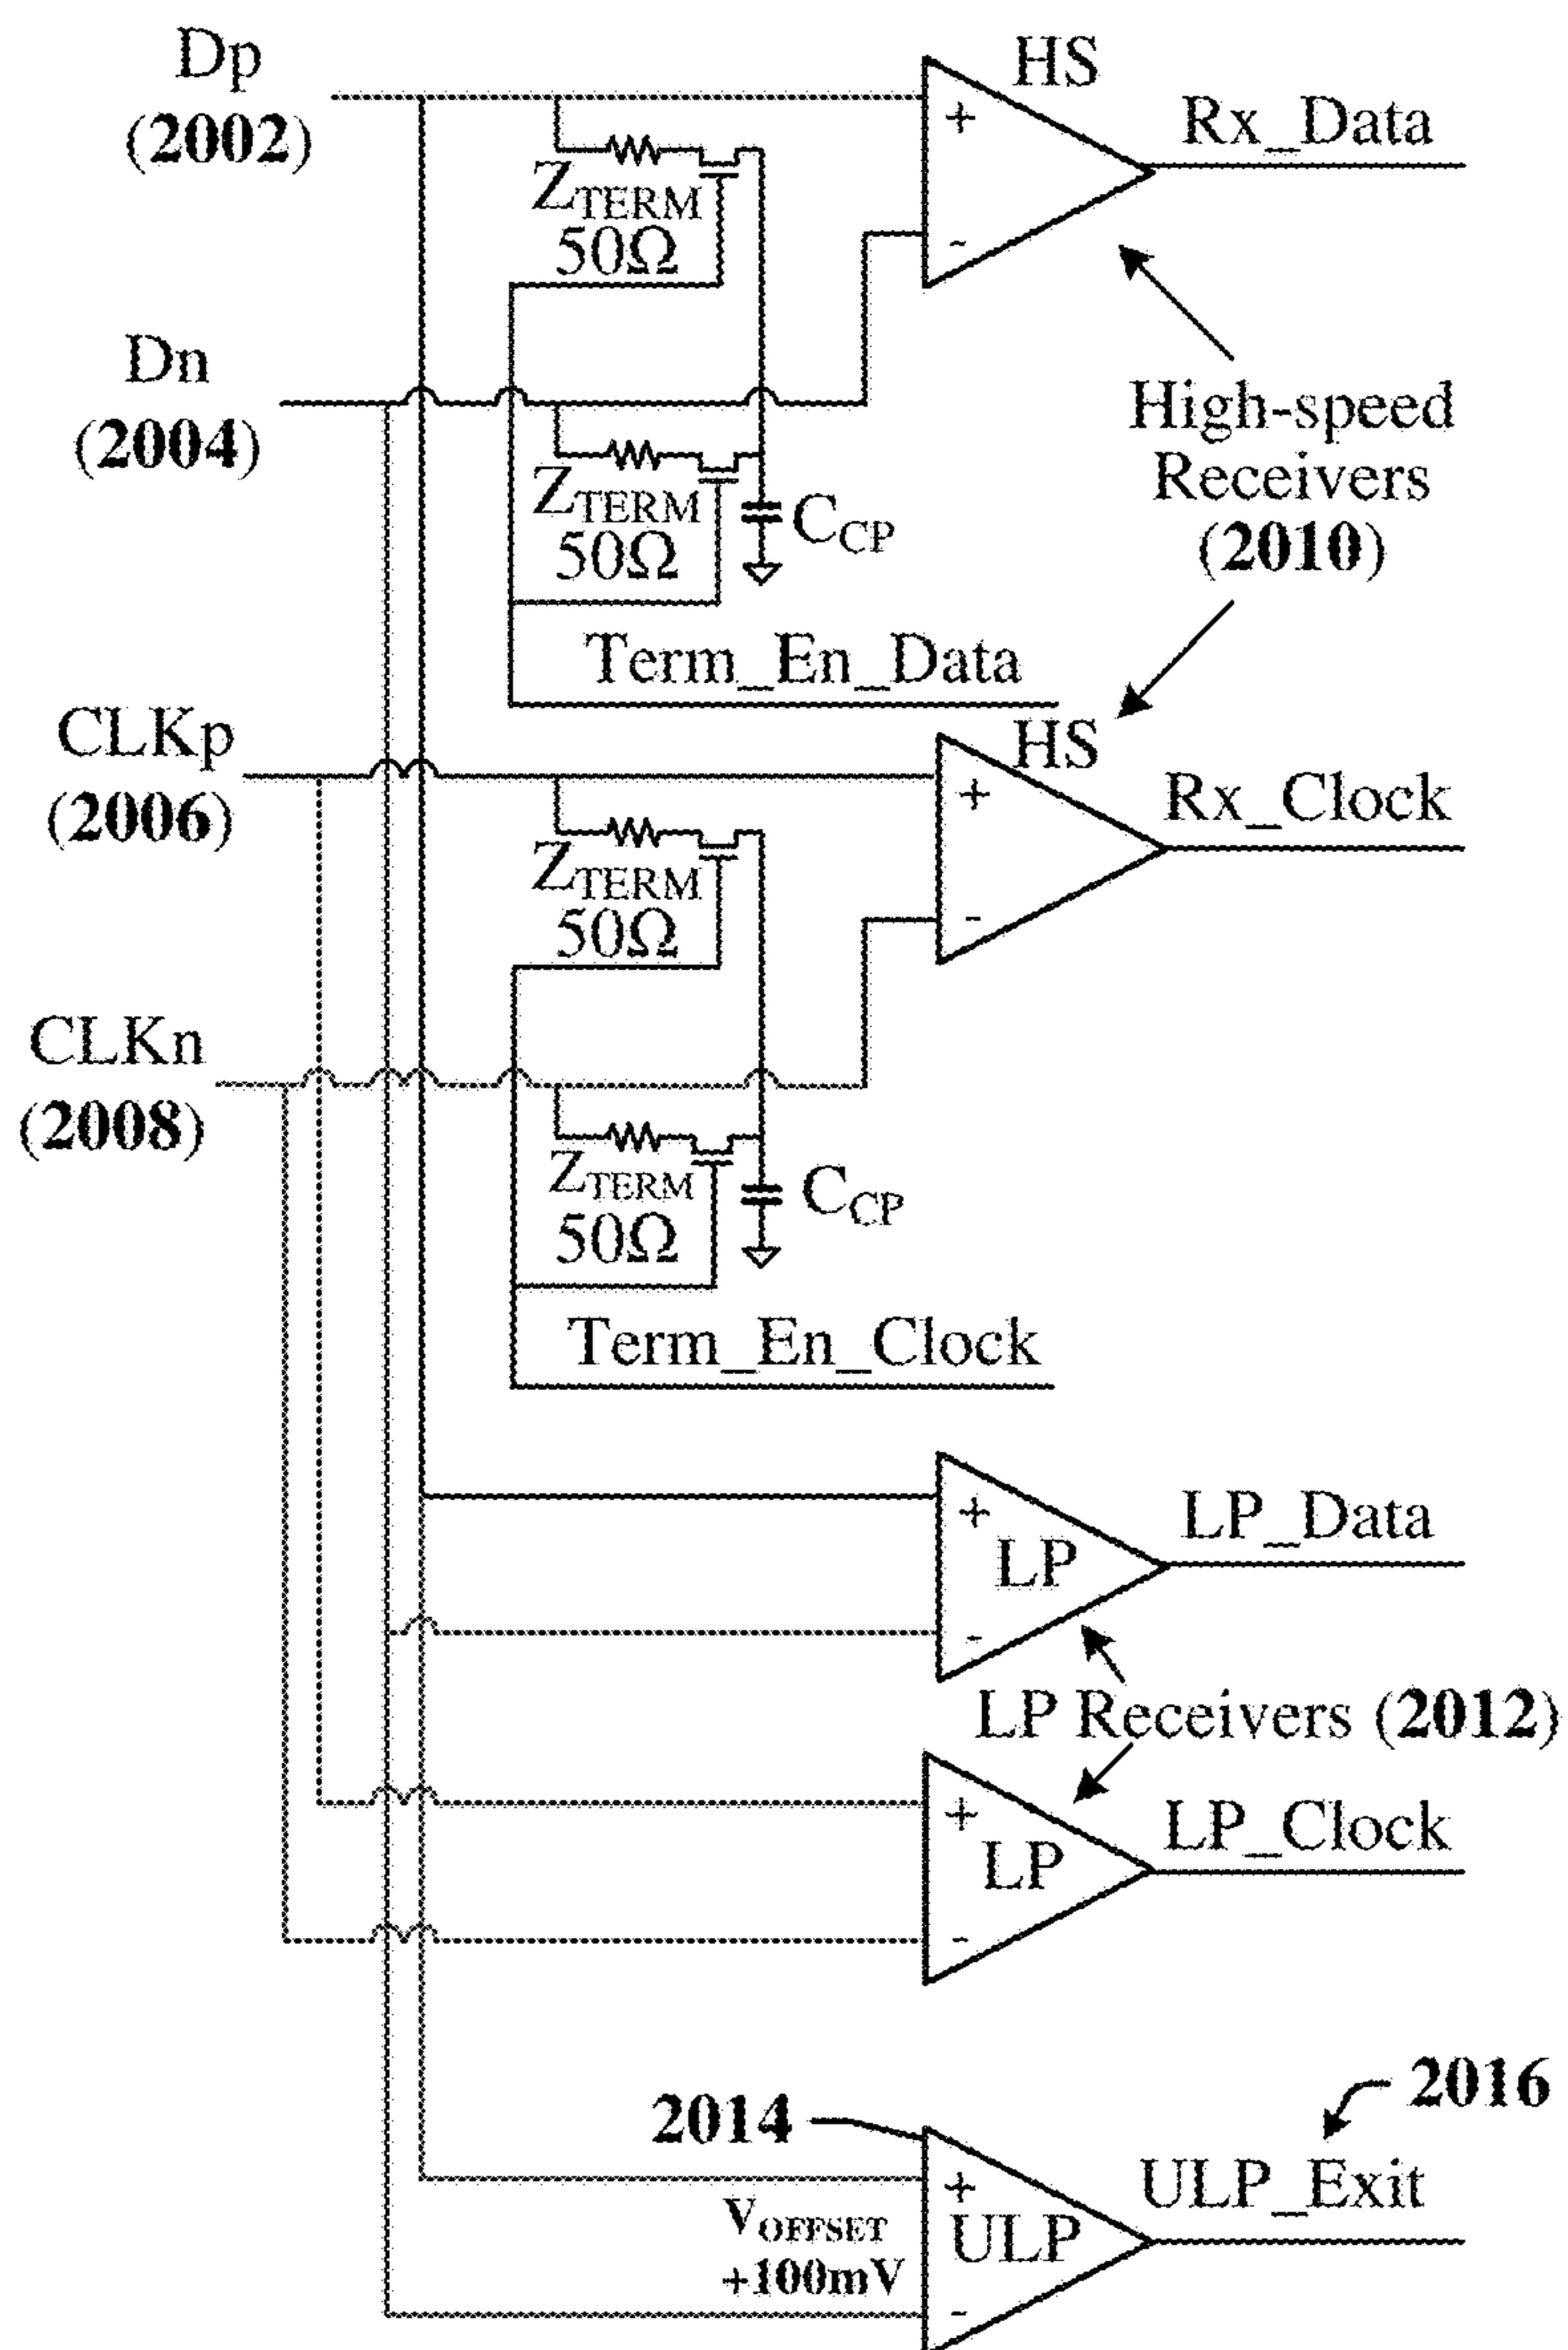 Dp
(2002)
HS
+
-
Rx_Data
ZTERM
50Ω
Dn
(2004)
High-speed
Receivers
(2010)
ZTERM
50Ω
CCP
Term_En_Data
CLKp
(2006)
HS
+
-
Rx_Clock
ZTERM
50Ω
CLKn
(2008)
ZTERM
50Ω
CCP
Term_En_Clock
+
LP
-
LP_Data
LP Receivers (2012)
+
LP
-
LP_Clock
2014
2016
+
ULP
-
ULP_Exit
VOFFSET
+100mV